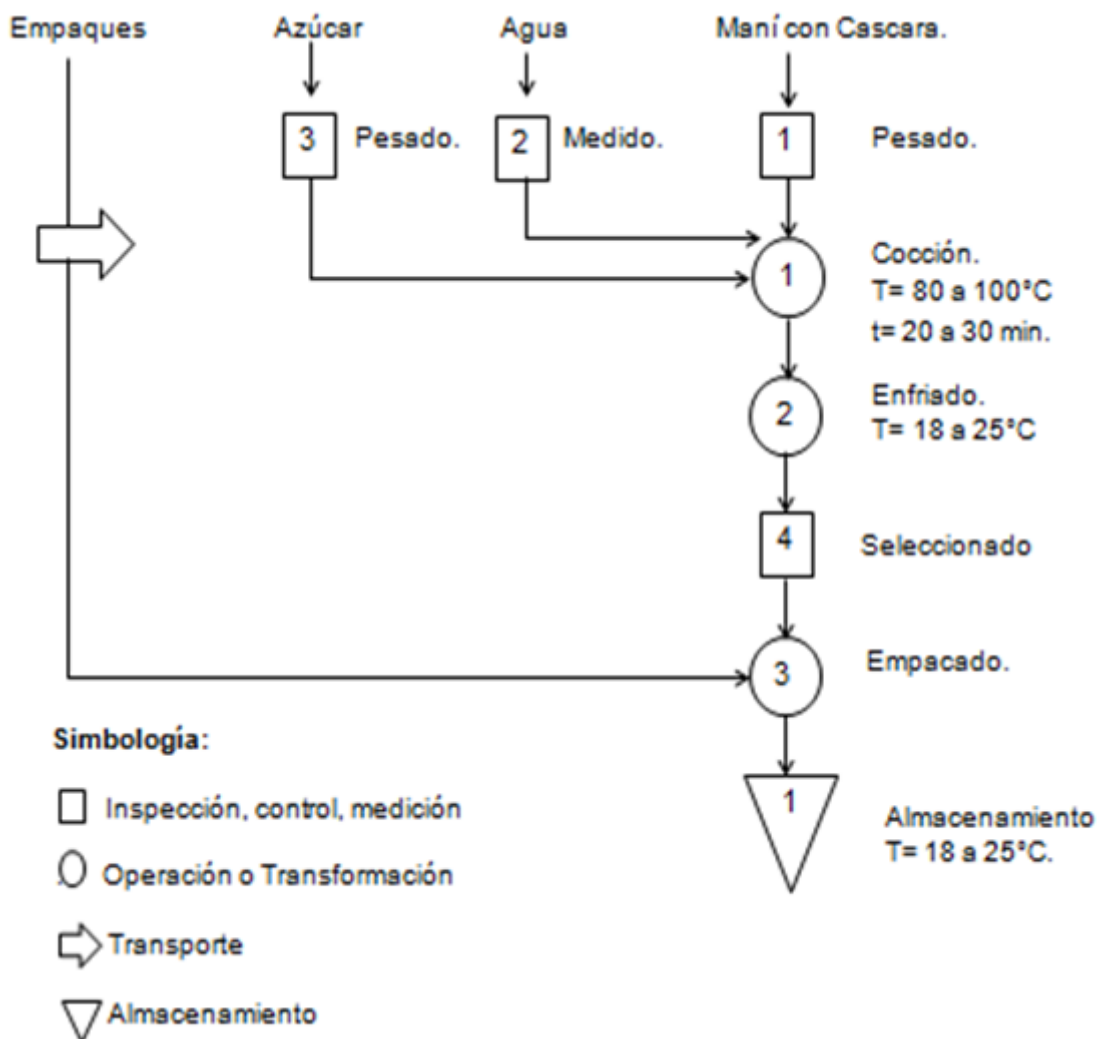 Empaques
Azúcar
Agua
Maní con Cascara.
3
Pesado.
2
Medido.
1
Pesado.
1
Cocción.
T= 80 a 100°C
t= 20 a 30 min.
2
Enfriado.
T= 18 a 25°C
4
Seleccionado
3
Empacado.
1
Almacenamiento
T= 18 a 25°C.
Simbología:
Inspección, control, medición
Operación o Transformación
Transporte
Almacenamiento